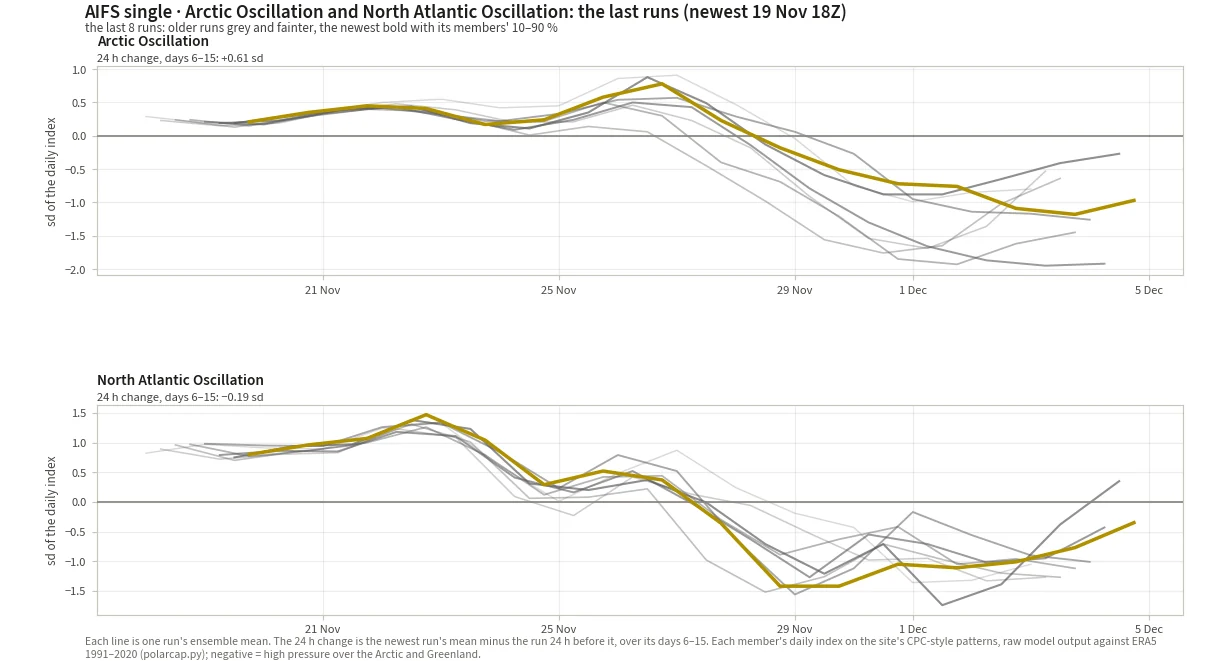 AIFS single · Arctic Oscillation and North Atlantic Oscillation: the last runs (newest 19 Nov 18Z)
the last 8 runs: older runs grey and fainter, the newest bold with its members' 10–90 %
Arctic Oscillation
24 h change, days 6–15: +0.61 sd
1.0
0.5
0.0
−0.5
−1.0
−1.5
−2.0
sd of the daily index
21 Nov
25 Nov
29 Nov
1 Dec
5 Dec
North Atlantic Oscillation
24 h change, days 6–15: −0.19 sd
1.5
1.0
0.5
0.0
−0.5
−1.0
−1.5
sd of the daily index
21 Nov
25 Nov
29 Nov
1 Dec
5 Dec
Each line is one run's ensemble mean. The 24 h change is the newest run's mean minus the run 24 h before it, over its days 6–15. Each member's daily index on the site's CPC-style patterns, raw model output against ERA5
1991–2020 (polarcap.py); negative = high pressure over the Arctic and Greenland.